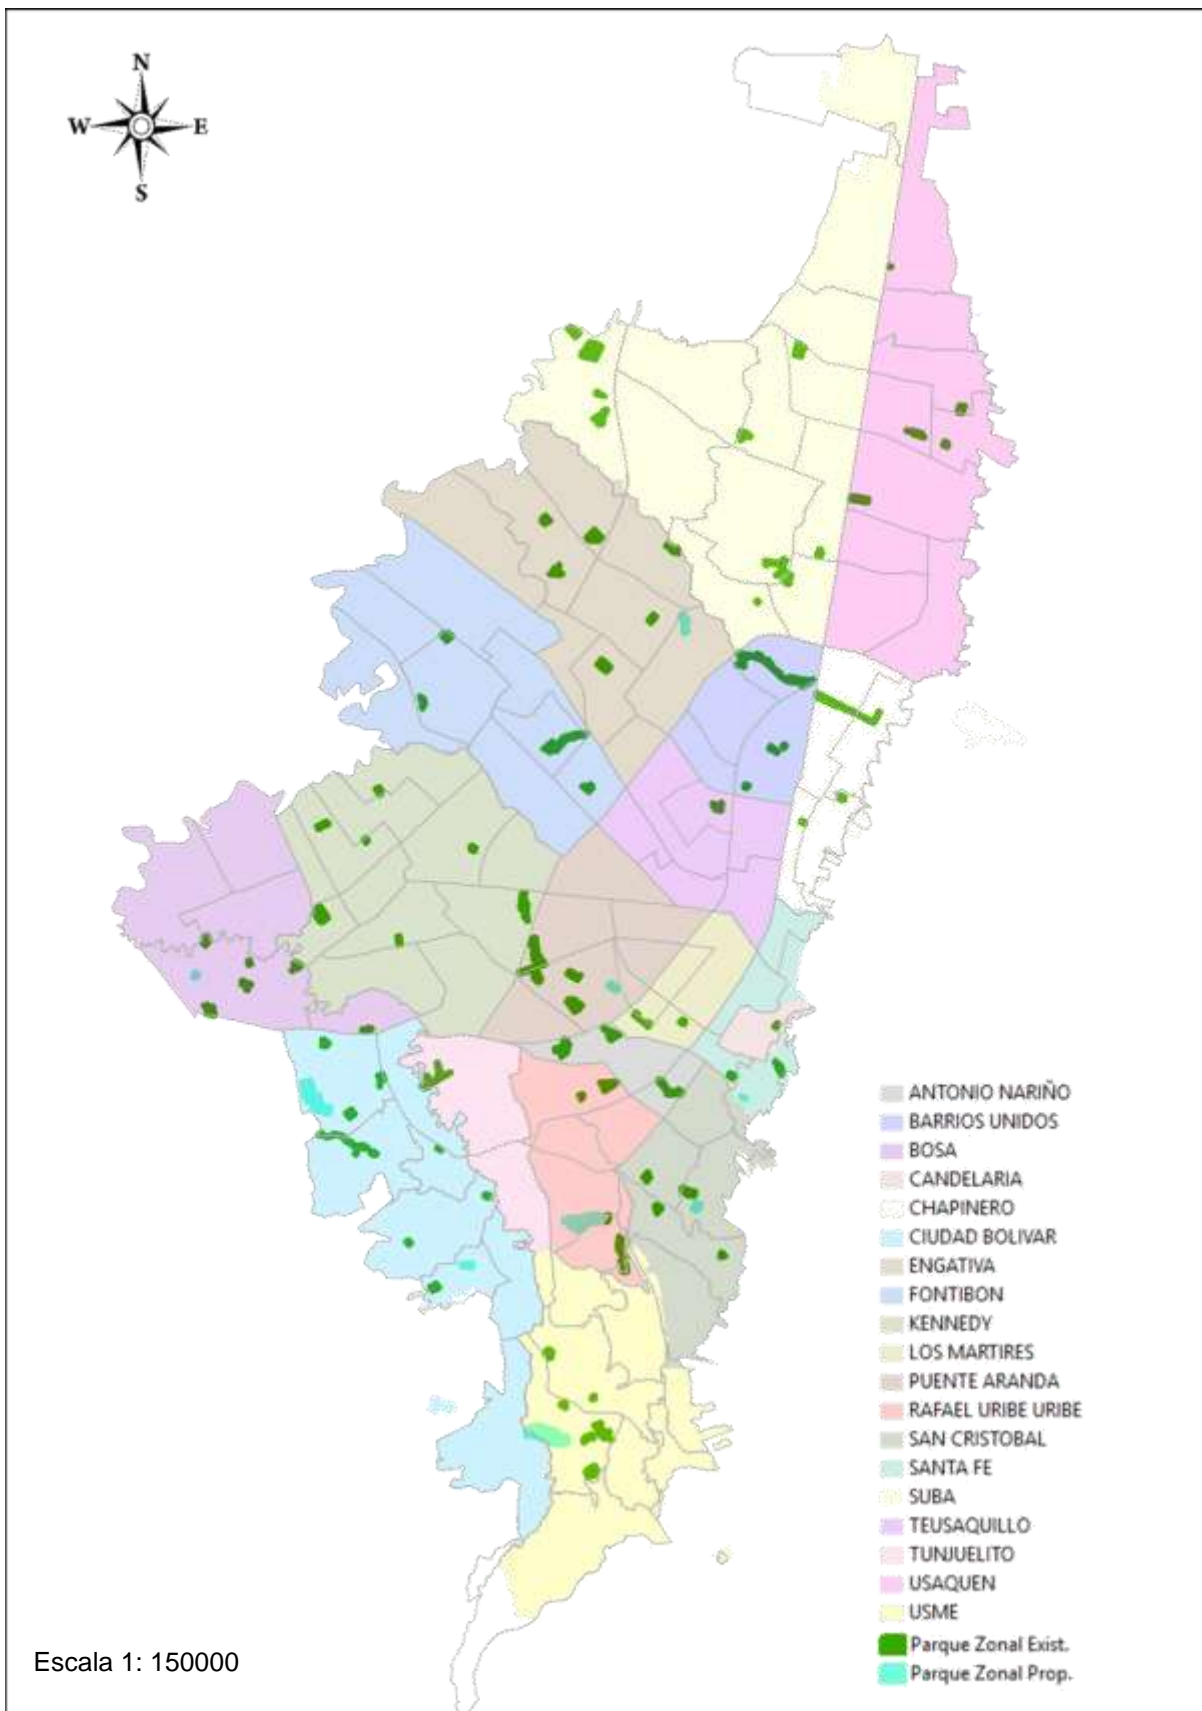 N
W E
S
ANTONIO NARIÑO
BARRIOS UNIDOS
BOSA
CANDELARIA
CHAPINERO
CIUDAD BOLIVAR
ENGATIVA
FONTIBON
KENNEDY
LOS MARTIRES
PUENTE ARANDA
RAFAEL URIBE URIBE
SAN CRISTOBAL
SANTA FE
SUBA
TEUSAQUILLO
TUNJUELITO
USAQUEN
USME
Parque Zonal Exist.
Parque Zonal Prop.
Escala 1: 150000